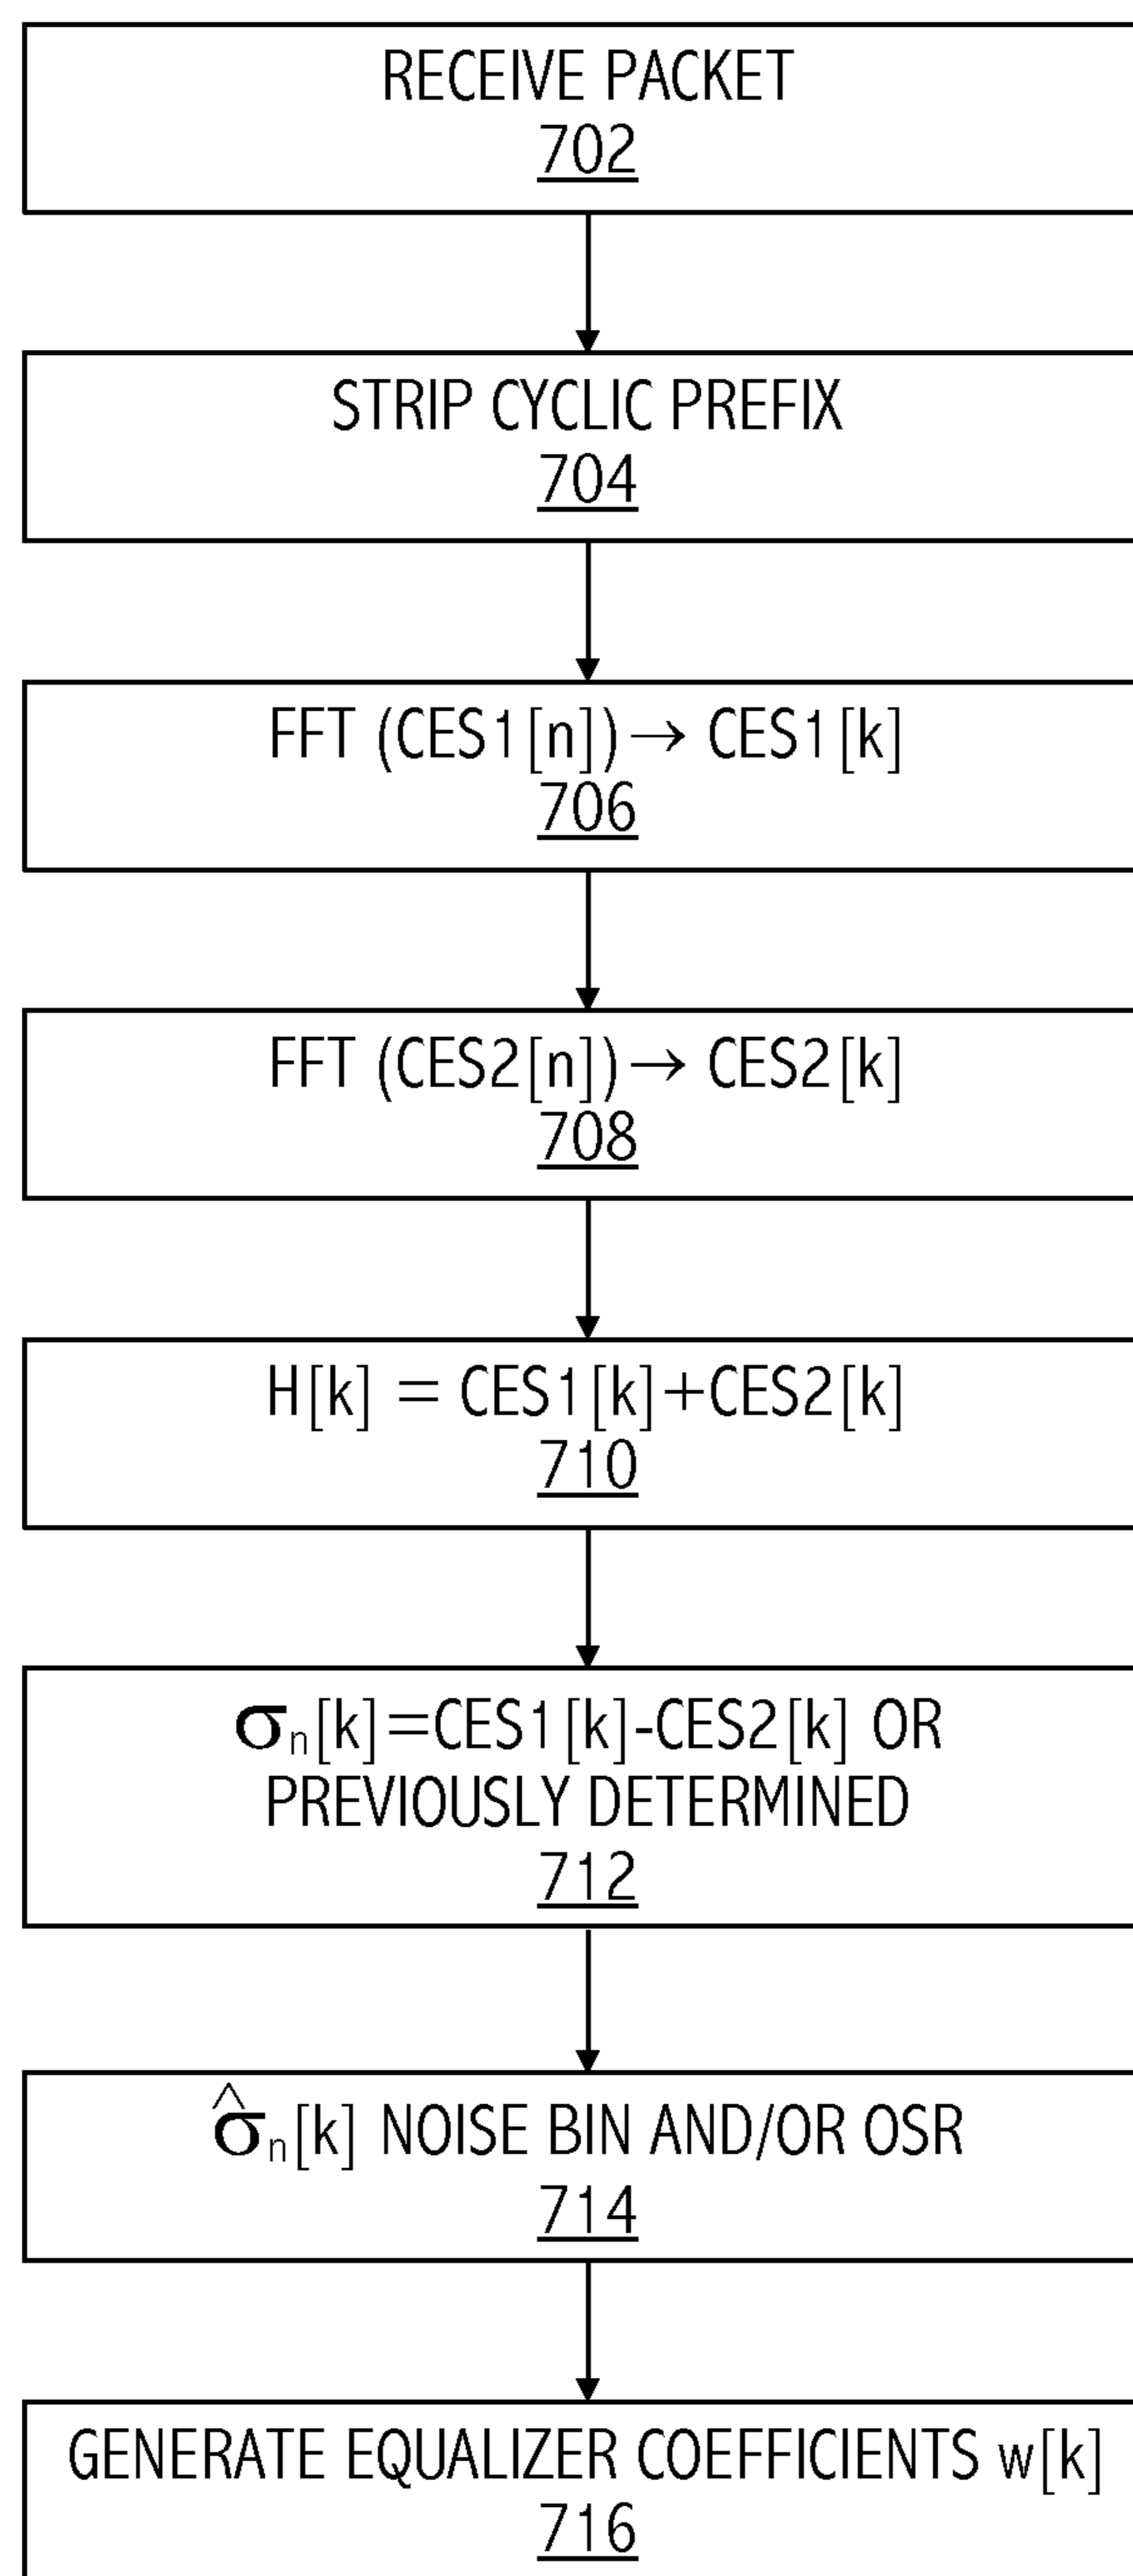 RECEIVE PACKET
702
STRIP CYCLIC PREFIX
704
FFT (CES1[n])→ CES1[k]
706
FFT (CES2[n])→ CES2[k]
708
H[k] = CES1[k]+CES2[k]
710
σₙ[k]=CES1[k]-CES2[k] OR
PREVIOUSLY DETERMINED
712
σ̂ₙ[k] NOISE BIN AND/OR OSR
714
GENERATE EQUALIZER COEFFICIENTS w[k]
716